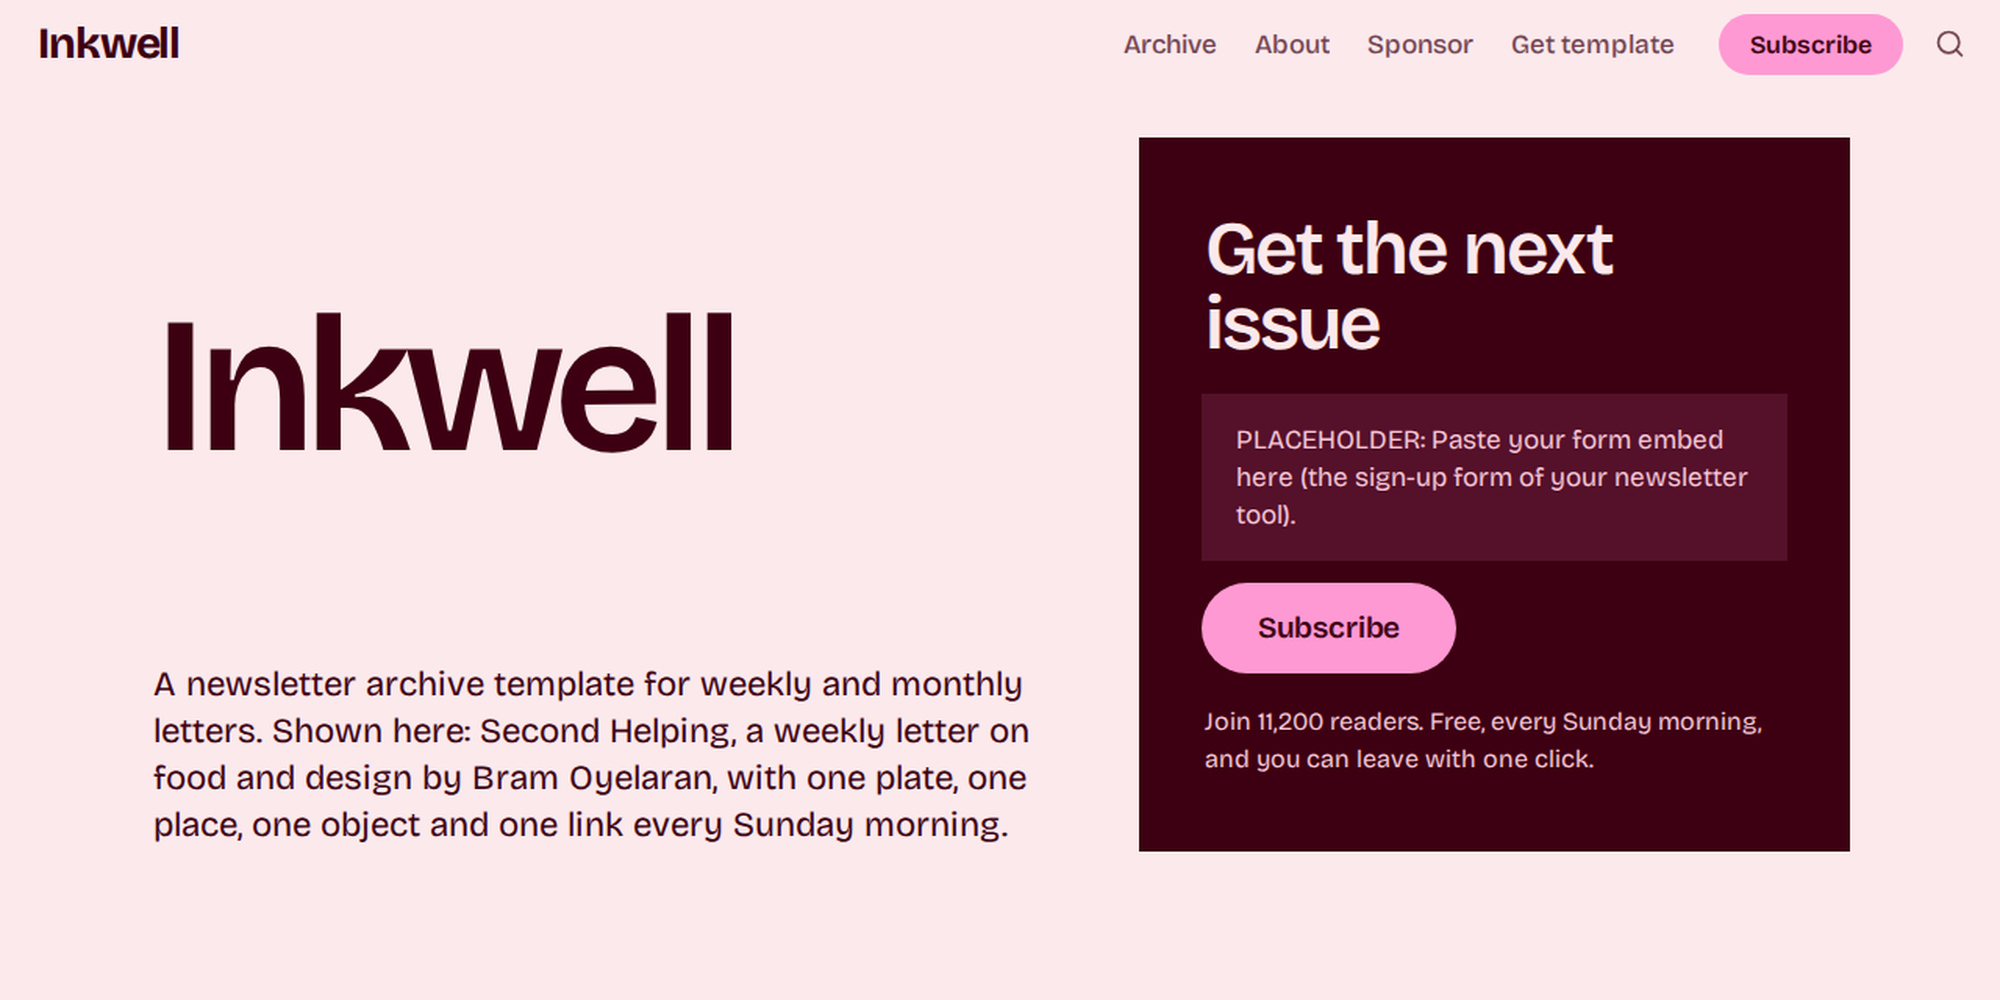 Inkwell
Archive
About
Sponsor
Get template
Subscribe
Inkwell
A newsletter archive template for weekly and monthly
letters. Shown here: Second Helping, a weekly letter on
food and design by Bram Oyelaran, with one plate, one
place, one object and one link every Sunday morning.
Get the next
issue
PLACEHOLDER: Paste your form embed
here (the sign-up form of your newsletter
tool).
Subscribe
Join 11,200 readers. Free, every Sunday morning,
and you can leave with one click.